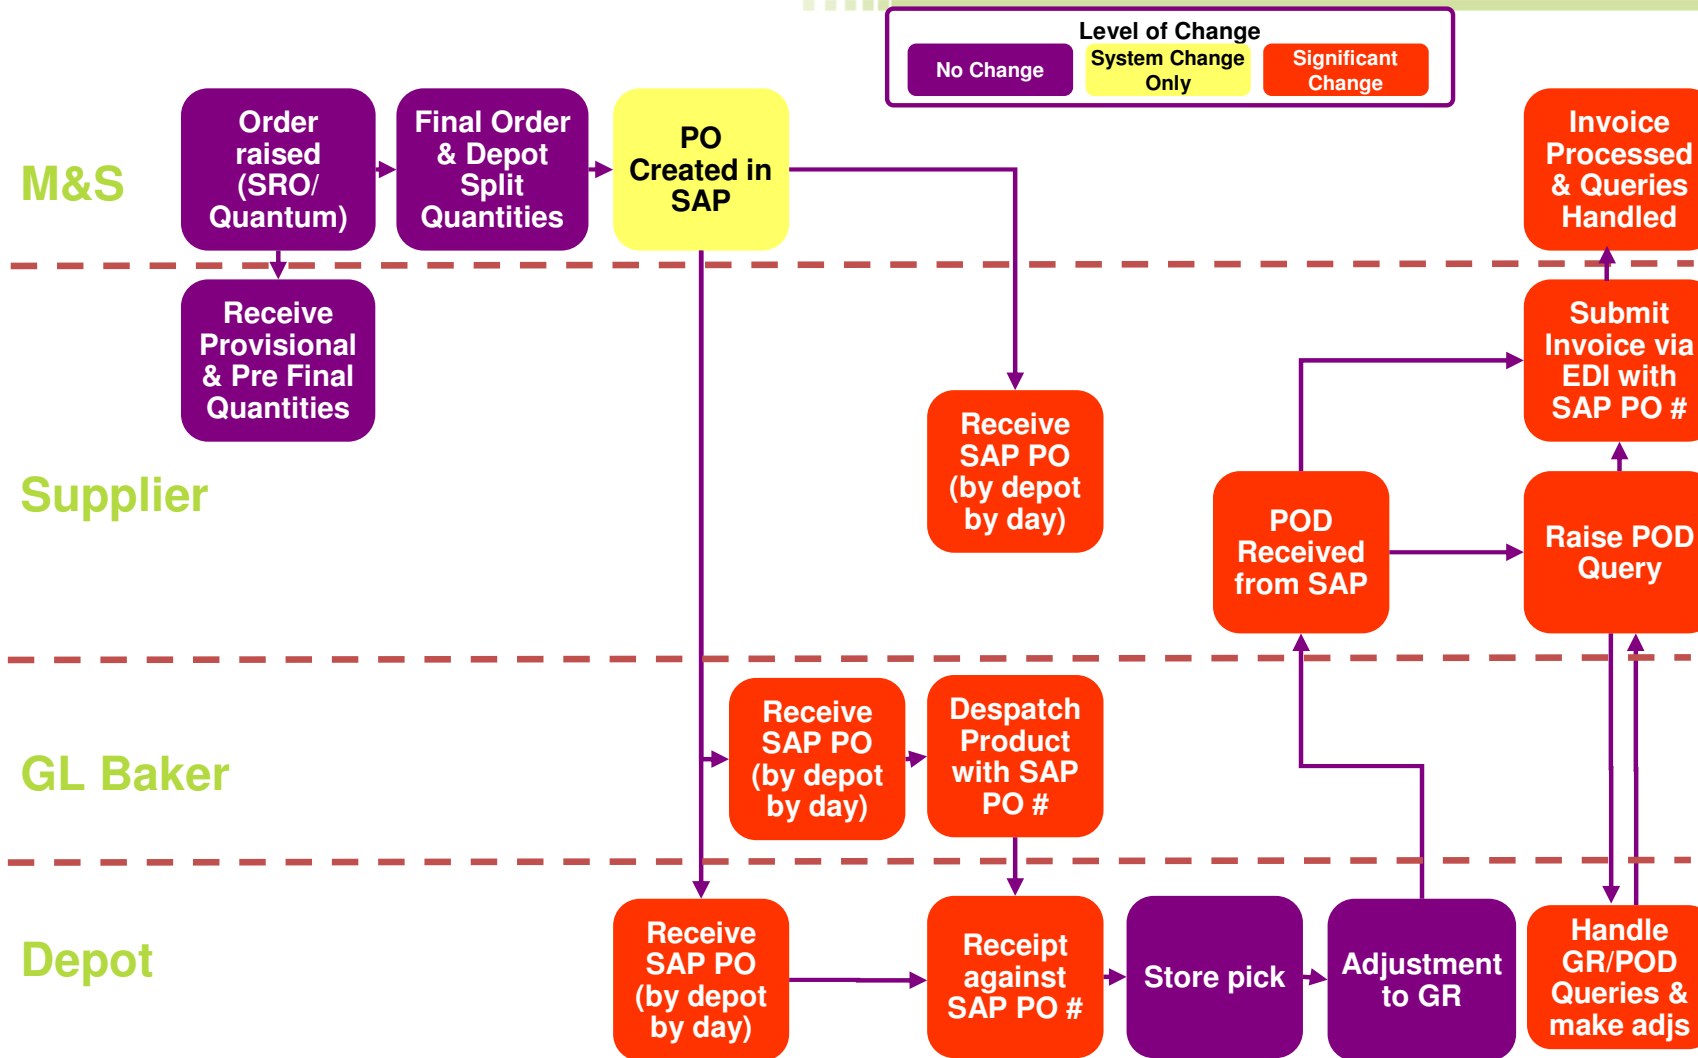 Level of Change
No Change
System Change
Only
Significant
Change
M&S
Order
raised
(SRO/
Quantum)
Final Order
& Depot
Split
Quantities
PO
Created in
SAP
Invoice
Processed
& Queries
Handled
Supplier
Receive
Provisional
& Pre Final
Quantities
Receive
SAP PO
(by depot
by day)
POD
Received
from SAP
Submit
Invoice via
EDI with
SAP PO #
Raise POD
Query
GL Baker
Receive
SAP PO
(by depot
by day)
Despatch
Product
with SAP
PO #
Depot
Receive
SAP PO
(by depot
by day)
Receipt
against
SAP PO #
Store pick
Adjustment
to GR
Handle
GR/POD
Queries &
make adjs